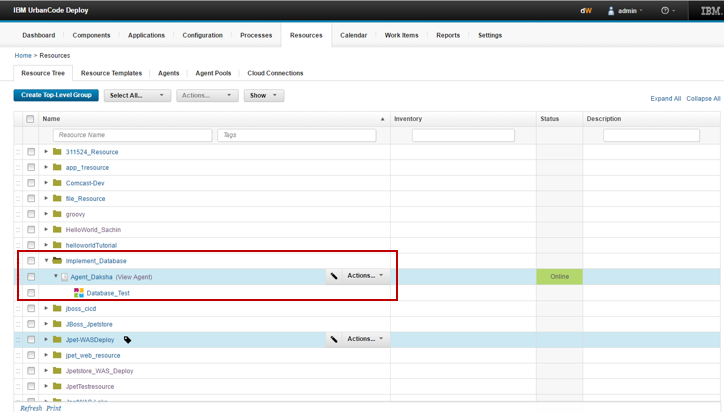 IBM UrbanCode Deploy dW admin IBM.
Dashboard Components Applications Configuration Processes Resources Calendar Work Items Reports Settings
Home > Resources
Resource Tree Resource Templates Agents Agent Pools Cloud Connections
Create Top-Level Group Select All... Actions... Show Expand All Collapse All
Name Inventory Status Description
Resource Name Tags
311524_Resource
app_1resource
Comcast-Dev
file_Resource
groovy
HelloWorld_Sachin
helloworldTutorial
Implement_Database
Agent_Daksha (View Agent) Actions... Online
Database_Test
jboss_cicd
JBoss_Jpetstore
Jpet-WASDeploy Actions...
jpet_web_resource
Jpetstore_WAS_Deploy
JpetTestresource
Refresh Print